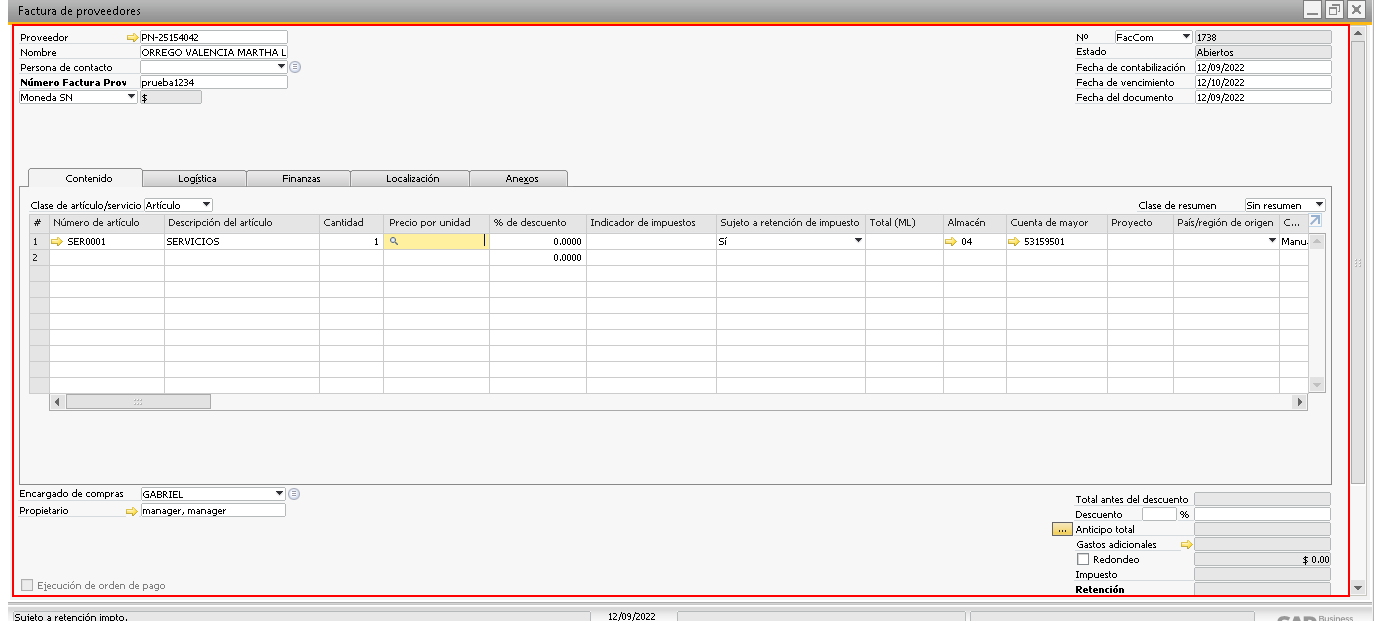 Factura de proveedores
Proveedor PN-25154042
Nombre ORREGO VALENCIA MARTHA L
Persona de contacto
Número Factura Prov prueba1234
Moneda SN $
Nº FacCom 1738
Estado Abiertos
Fecha de contabilización 12/09/2022
Fecha de vencimiento 12/10/2022
Fecha del documento 12/09/2022
Contenido Logística Finanzas Localización Anexos
Clase de artículo/servicio Artículo Clase de resumen Sin resumen
# Número de artículo Descripción del artículo Cantidad Precio por unidad % de descuento Indicador de impuestos Sujeto a retención de impuesto Total (ML) Almacén Cuenta de mayor Proyecto País/región de origen C...
1 SER0001 SERVICIOS 1 0.0000 Sí 04 53159501 Manu
2 0.0000
Encargado de compras GABRIEL
Propietario manager, manager
Total antes del descuento
Descuento %
... Anticipo total
Gastos adicionales
Redondeo $ 0.00
Impuesto
Retención
Ejecución de orden de pago
Sujeto a retención impto. 12/09/2022
SAP Business